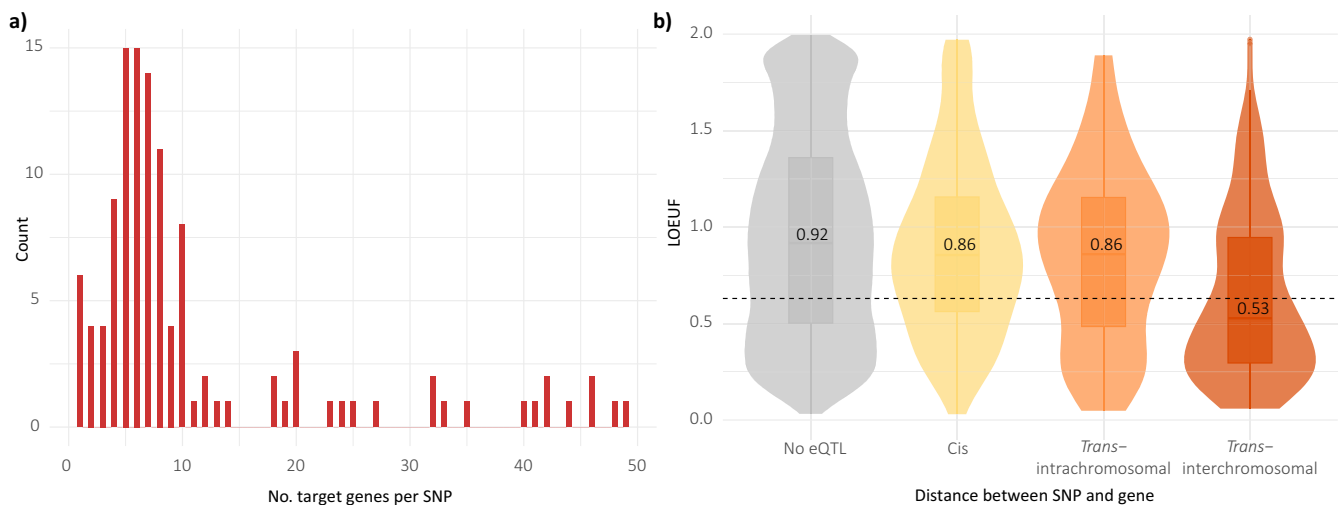 a)
15
10
5
0
Count
0 10 20 30 40 50
No. target genes per SNP
b)
2.0
1.5
1.0
0.5
0.0
LOEUF
0.92
0.86
0.86
0.53
No eQTL
Cis
Trans–
intrachromosomal
Trans–
interchromosomal
Distance between SNP and gene